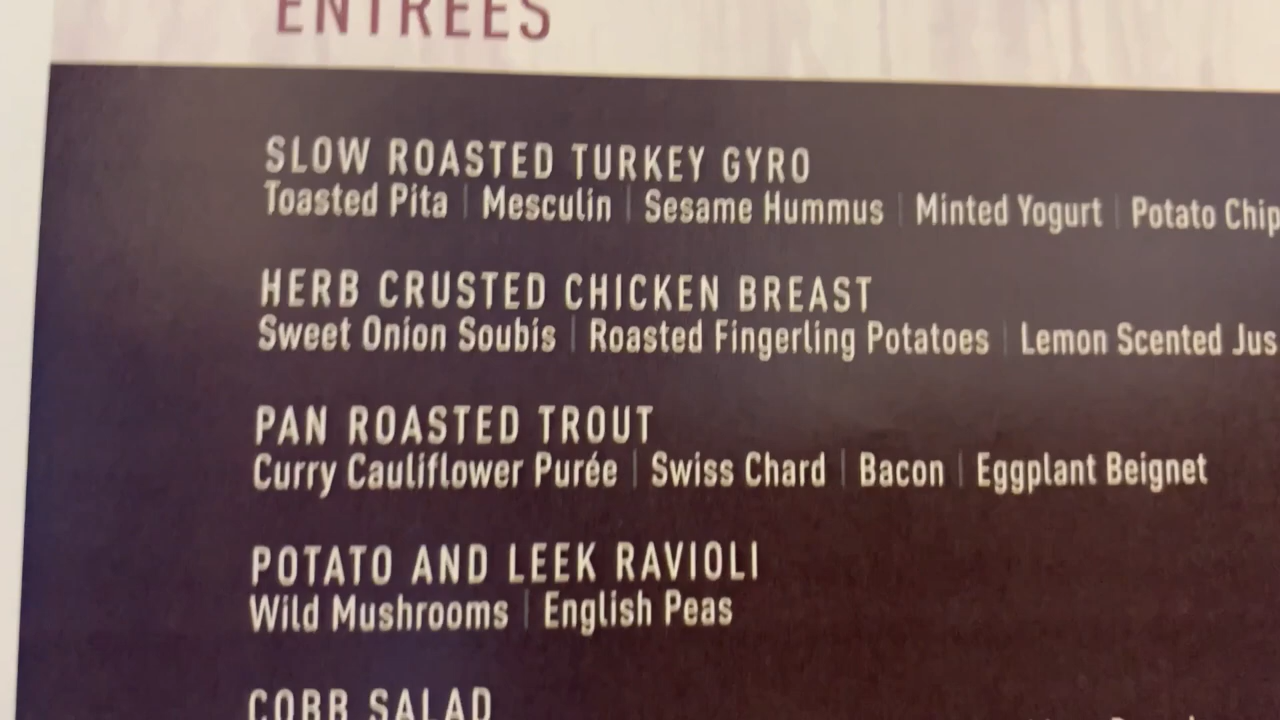 ENTREES
SLOW ROASTED TURKEY GYRO
Toasted Pita | Mesculin | Sesame Hummus | Minted Yogurt | Potato Chip
HERB CRUSTED CHICKEN BREAST
Sweet Onion Soubis | Roasted Fingerling Potatoes | Lemon Scented Jus
PAN ROASTED TROUT
Curry Cauliflower Purée | Swiss Chard | Bacon | Eggplant Beignet
POTATO AND LEEK RAVIOLI
Wild Mushrooms | English Peas
COBB SALAD